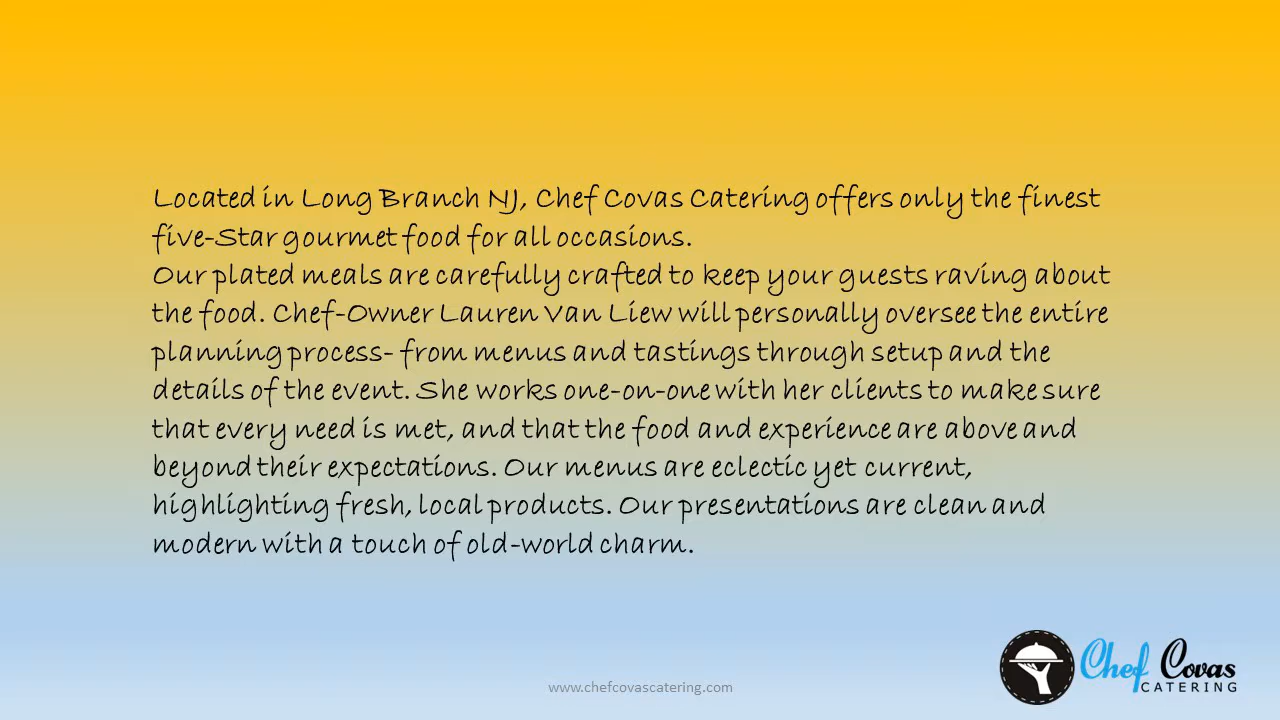 Located in Long Branch NJ, Chef Covas Catering offers only the finest
five-Star gourmet food for all occasions.
Our plated meals are carefully crafted to keep your guests raving about
the food. Chef-Owner Lauren Van Liew will personally oversee the entire
planning process- from menus and tastings through setup and the
details of the event. She works one-on-one with her clients to make sure
that every need is met, and that the food and experience are above and
beyond their expectations. Our menus are eclectic yet current,
highlighting fresh, local products. Our presentations are clean and
modern with a touch of old-world charm.
Chef Covas
CATERING
www.chefcovascatering.com